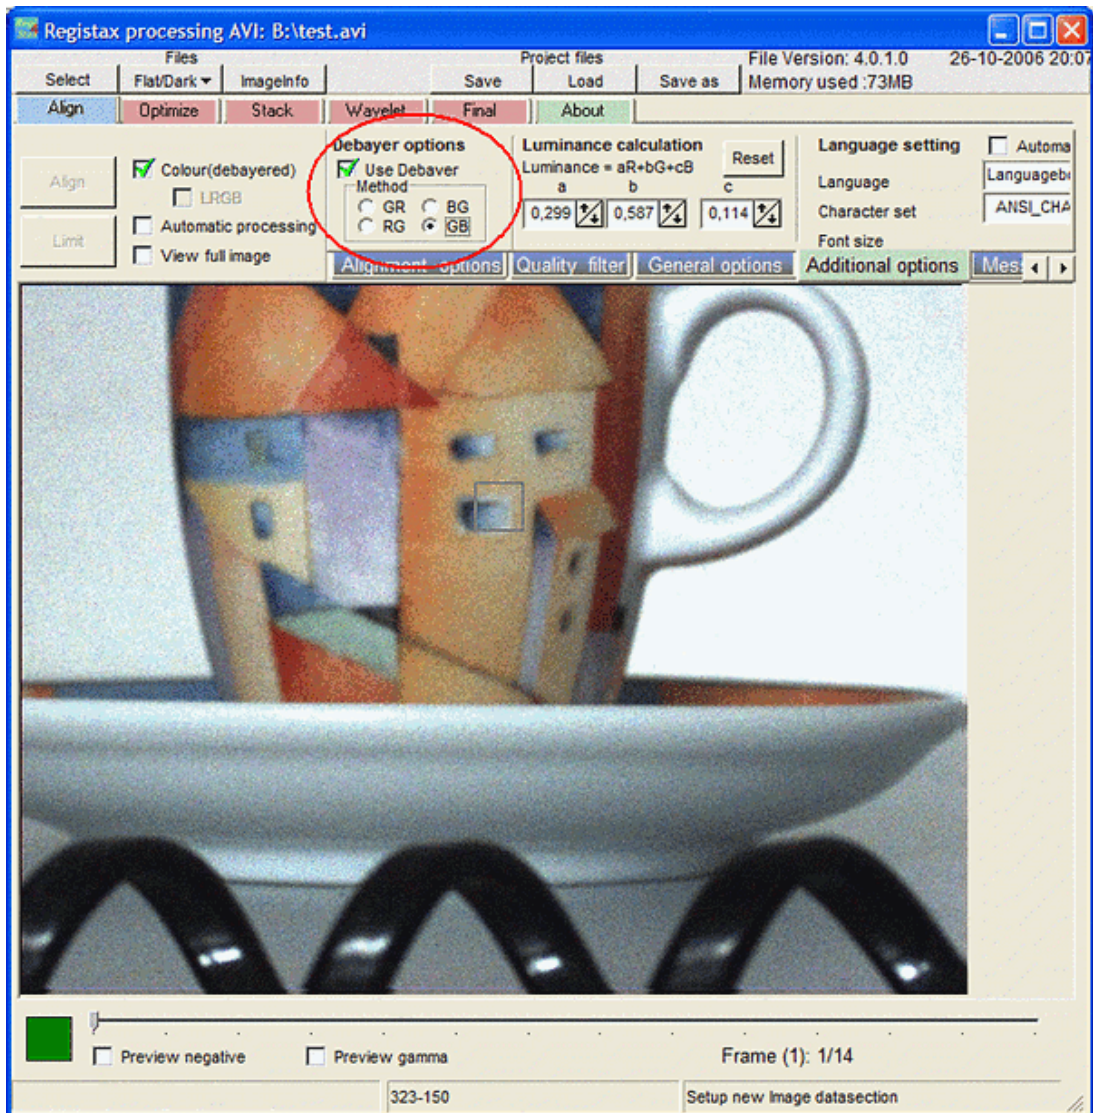 Registax processing AVI: B:\test.avi
Files Project files File Version: 4.0.1.0 26-10-2006 20:07
Select Flat/Dark ImageInfo Save Load Save as Memory used :73MB
Align Optimize Stack Wavelet Final About
Debayer options Luminance calculation Language setting Automa
Align Colour(debayered) Use Debayer Luminance = aR+bG+cB Reset Language Languageb
LRGB Method a b c
GR BG 0,299 0,587 0,114 Character set ANSI_CHA
Limit Automatic processing RG GB
View full image Font size
Alignment options Quality filter General options Additional options Mes
Preview negative Preview gamma Frame (1): 1/14
323-150 Setup new Image datasection